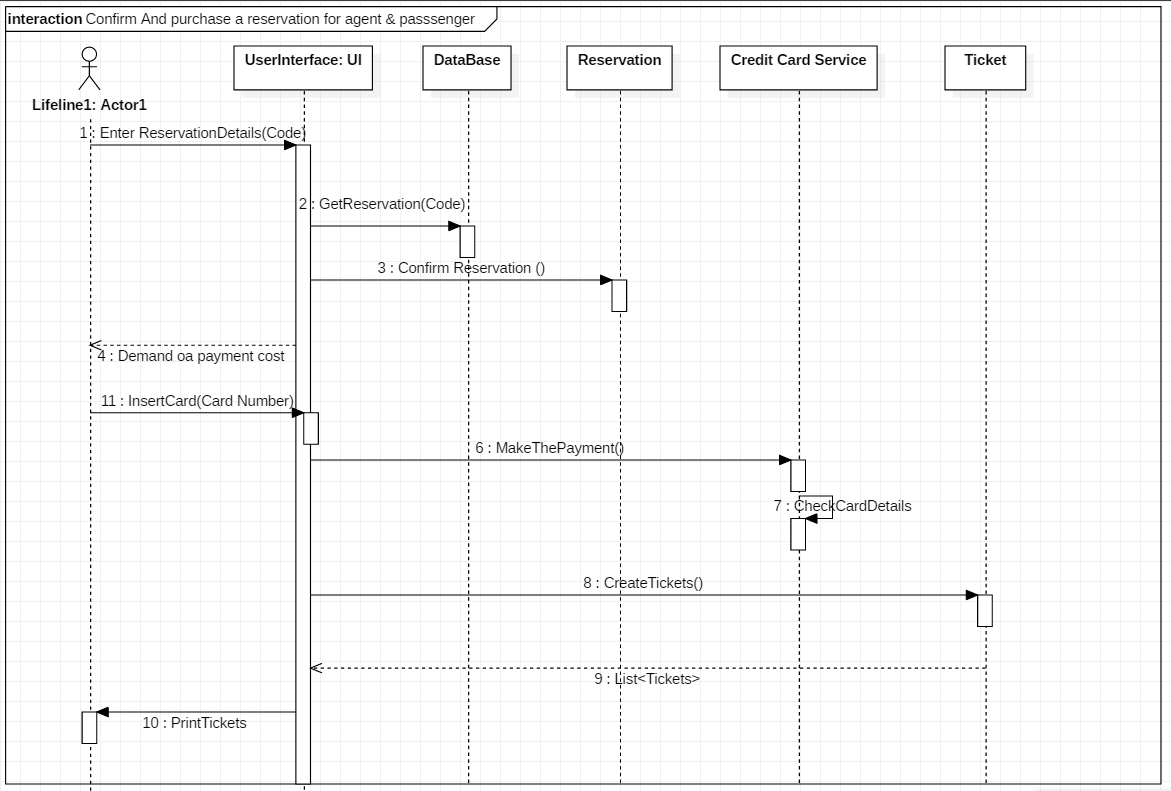 interaction Confirm And purchase a reservation for agent & passsenger
UserInterface: UI
DataBase
Reservation
Credit Card Service
Ticket
Lifeline1: Actor1
1 : Enter ReservationDetails(Code)
2 : GetReservation(Code)
3 : Confirm Reservation ()
4 : Demand oa payment cost
11 : InsertCard(Card Number)
6 : MakeThePayment()
7 : CheckCardDetails
8 : CreateTickets()
9 : List<Tickets>
10 : PrintTickets